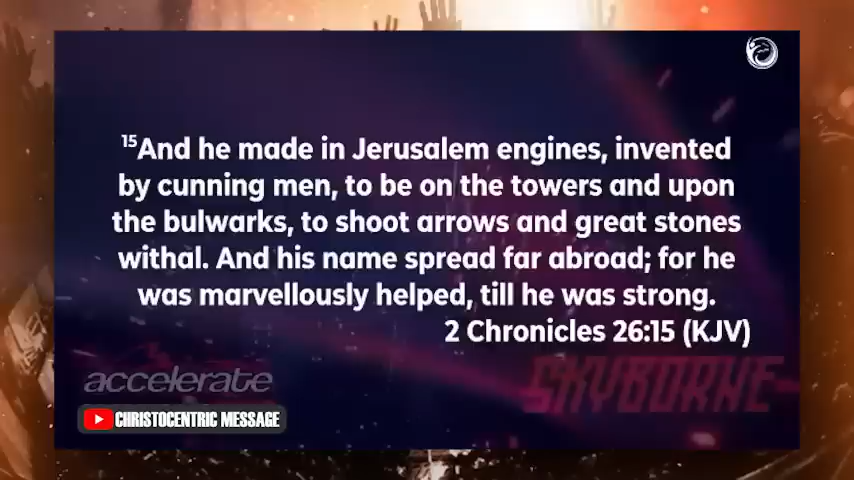 ¹⁵And he made in Jerusalem engines, invented
by cunning men, to be on the towers and upon
the bulwarks, to shoot arrows and great stones
withal. And his name spread far abroad; for he
was marvellously helped, till he was strong.
2 Chronicles 26:15 (KJV)
accelerate
SKYBORNE
CHRISTOCENTRIC MESSAGE